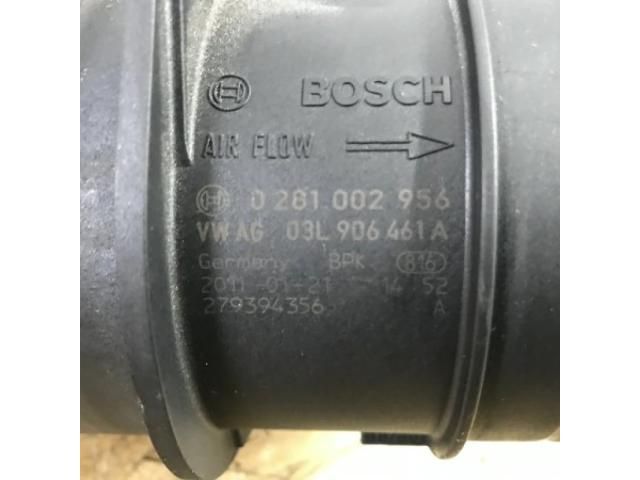 BOSCH
AIR FLOW
0 281 002 956
VW AG 03L 906 461 A
Germany BPK 816
2011-01-21 14 52
279394356 A